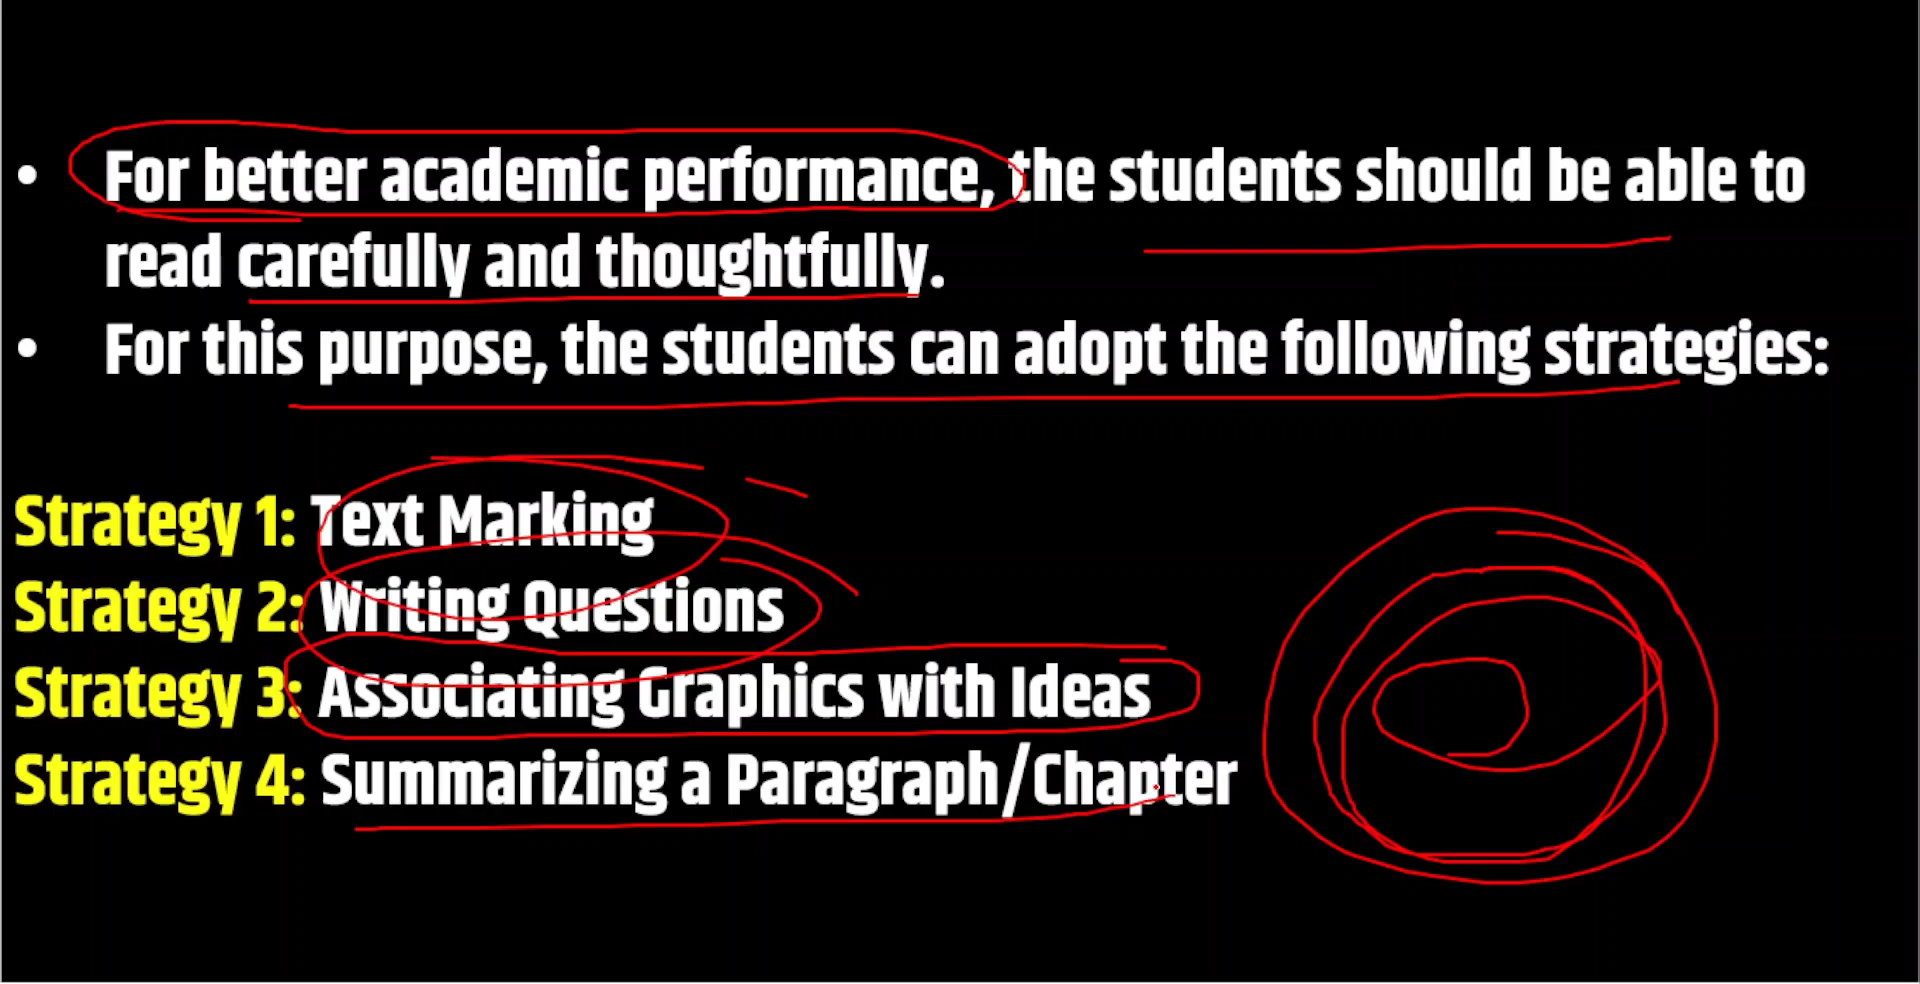 • For better academic performance, the students should be able to
read carefully and thoughtfully.
• For this purpose, the students can adopt the following strategies:
Strategy 1: Text Marking
Strategy 2: Writing Questions
Strategy 3: Associating Graphics with Ideas
Strategy 4: Summarizing a Paragraph/Chapter